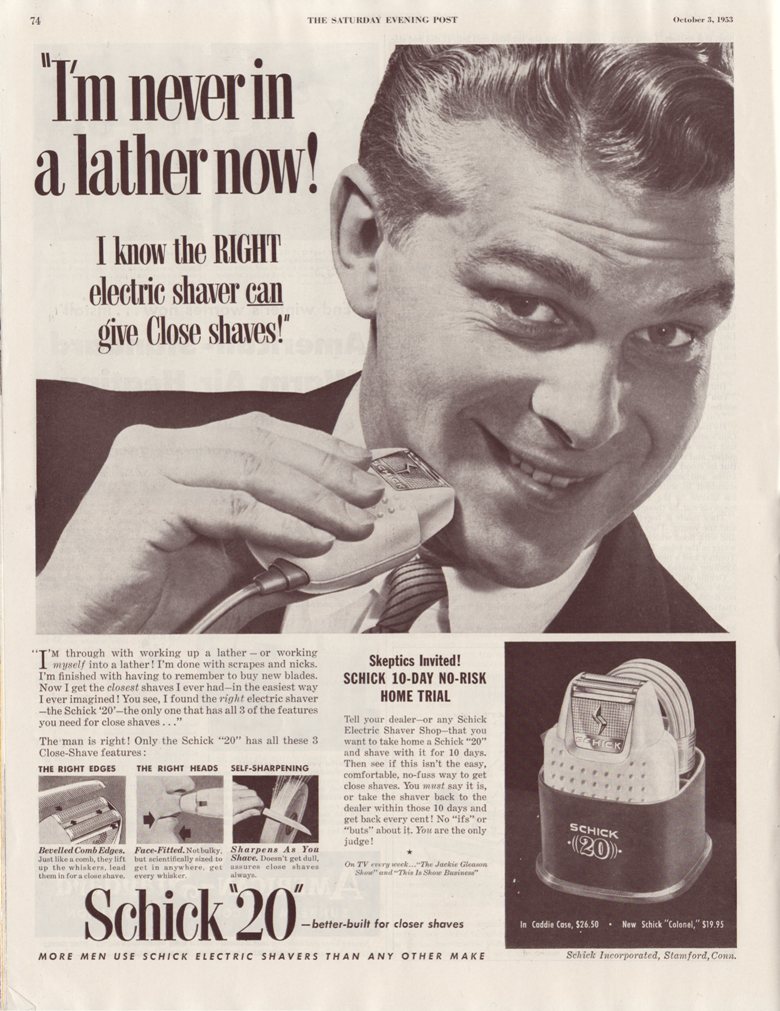 74
THE SATURDAY EVENING POST
October 3, 1953
"I'm never in
a lather now!
I know the RIGHT
electric shaver can
give Close shaves!"
SCHICK
"I'M through with working up a lather – or working
myself into a lather! I'm done with scrapes and nicks.
I'm finished with having to remember to buy new blades.
Now I get the closest shaves I ever had—in the easiest way
I ever imagined! You see, I found the right electric shaver
—the Schick '20'—the only one that has all 3 of the features
you need for close shaves . . ."
The man is right! Only the Schick "20" has all these 3
Close-Shave features:
THE RIGHT EDGES
Bevelled Comb Edges.
Just like a comb, they lift
up the whiskers, lead
them in for a close shave.
THE RIGHT HEADS
Face-Fitted. Not bulky,
but scientifically sized to
get in anywhere, get
every whisker.
SELF-SHARPENING
Sharpens As You
Shave. Doesn't get dull,
assures close shaves
always.
Skeptics Invited!
SCHICK 10-DAY NO-RISK
HOME TRIAL
Tell your dealer—or any Schick
Electric Shaver Shop—that you
want to take home a Schick "20"
and shave with it for 10 days.
Then see if this isn't the easy,
comfortable, no-fuss way to get
close shaves. You must say it is,
or take the shaver back to the
dealer within those 10 days and
get back every cent! No "ifs" or
"buts" about it. You are the only
judge!
★
On TV every week..."The Jackie Gleason
Show" and "This Is Show Business"
SCHICK
SCHICK
20
In Caddie Case, $26.50 • New Schick "Colonel," $19.95
Schick "20" –better-built for closer shaves
MORE MEN USE SCHICK ELECTRIC SHAVERS THAN ANY OTHER MAKE
Schick Incorporated, Stamford, Conn.